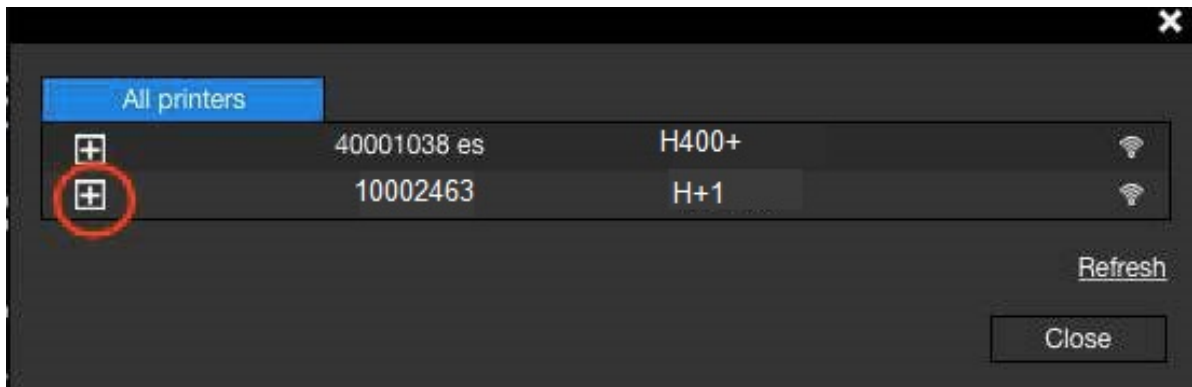 All printers
40001038 es H400+
10002463 H+1
Refresh
Close